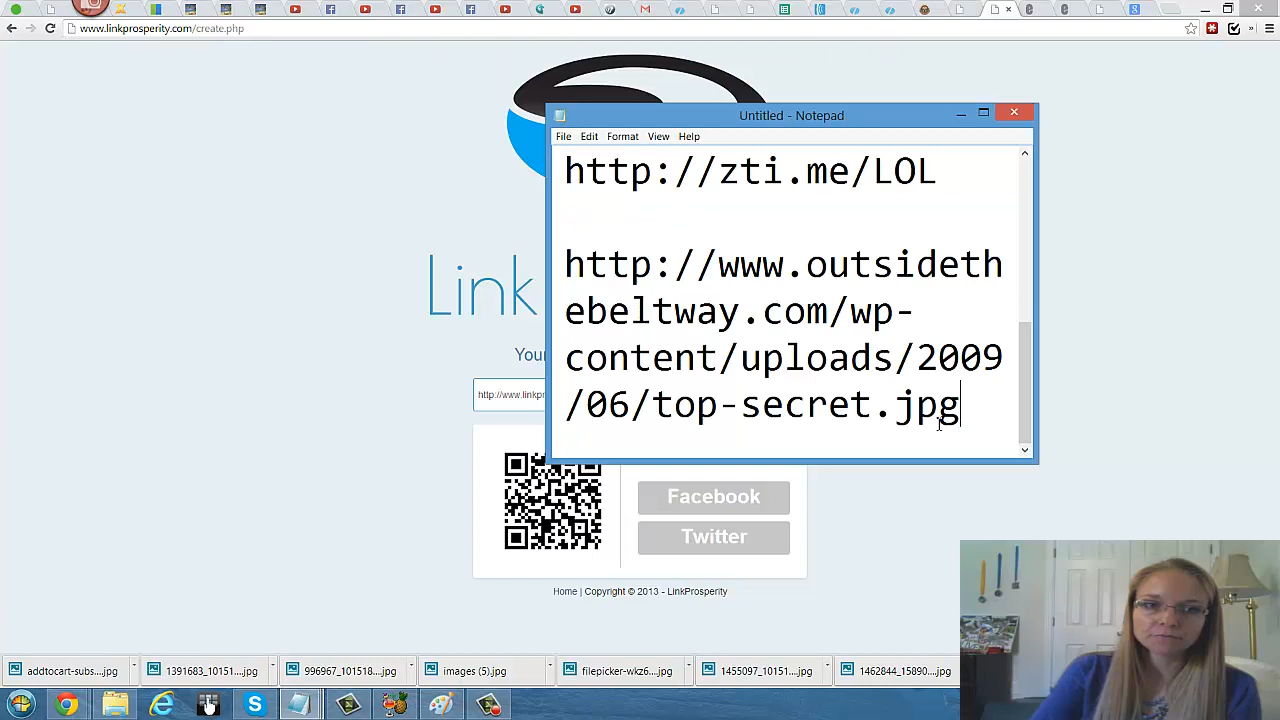 www.linkprosperity.com/create.php
Untitled - Notepad
File Edit Format View Help
http://zti.me/LOL
http://www.outsideth
ebeltway.com/wp-
content/uploads/2009
/06/top-secret.jpg
Link
Your
http://www.linkp
Facebook
Twitter
Home | Copyright © 2013 - LinkProsperity
addtocart-subs....jpg
1391683_10151....jpg
996967_101518....jpg
images (5).jpg
filepicker-wkz6....jpg
1455097_10151....jpg
1462844_15890....jpg